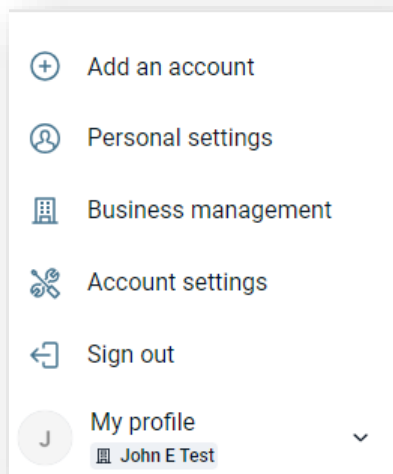 Add an account
Personal settings
Business management
Account settings
Sign out
J
My profile
John E Test